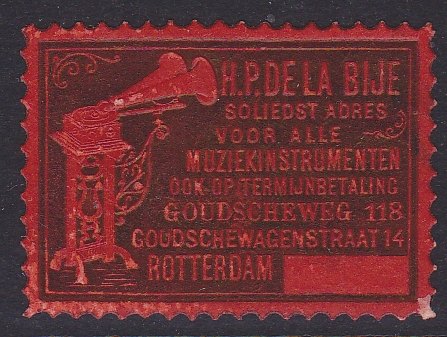 H.P. DE LA BIJE
SOLIEDST ADRES
VOOR ALLE
MUZIEKINSTRUMENTEN
OOK OP TERMIJNBETALING
GOUDSCHEWEG 118
GOUDSCHEWAGENSTRAAT 14
ROTTERDAM